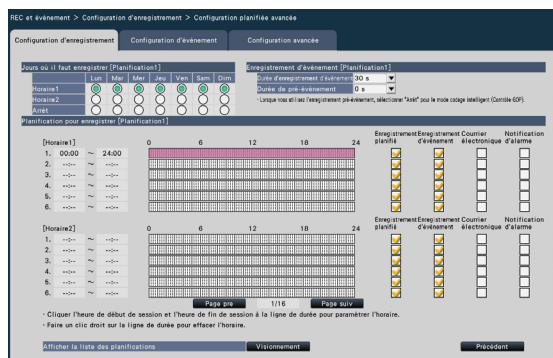 REC et événement > Configuration d'enregistrement > Configuration planifiée avancée
Configuration d'enregistrement Configuration d'événement Configuration avancée
Jours où il faut enregistrer [Planification1] Enregistrement d'événement [Planification1]
Lun Mar Mer Jeu Ven Sam Dim
Durée d'enregistrement d'événement 30 s
Horaire1
Durée de pré-événement 0 s
Horaire2
Arrêt
· Lorsque vous utilisez l'enregistrement pré-événement, sélectionner "Arrêt" pour le mode codage intelligent (Contrôle GOP).
Planification pour enregistrer [Planification1]
Enregistrement planifié Enregistrement d'événement Courrier électronique Notification d'alarme
[Horaire1] 0 6 12 18 24
1. 00:00 ~ 24:00
2. --:-- ~ --:--
3. --:-- ~ --:--
4. --:-- ~ --:--
5. --:-- ~ --:--
6. --:-- ~ --:--
Enregistrement planifié Enregistrement d'événement Courrier électronique Notification d'alarme
[Horaire2] 0 6 12 18 24
1. --:-- ~ --:--
2. --:-- ~ --:--
3. --:-- ~ --:--
4. --:-- ~ --:--
5. --:-- ~ --:--
6. --:-- ~ --:--
Page pre 1/16 Page suiv
· Cliquer l'heure de début de session et l'heure de fin de session à la ligne de durée pour paramétrer l'horaire.
· Faire un clic droit sur la ligne de durée pour effacer l'horaire.
Afficher la liste des planifications Visionnement Précédent